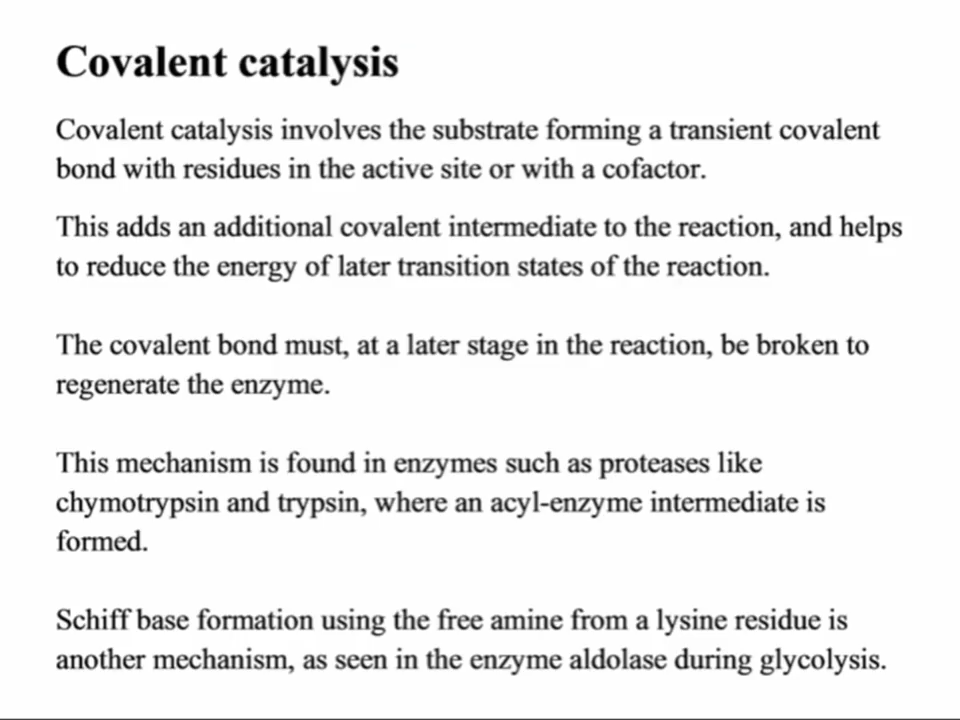 Covalent catalysis
Covalent catalysis involves the substrate forming a transient covalent
bond with residues in the active site or with a cofactor.
This adds an additional covalent intermediate to the reaction, and helps
to reduce the energy of later transition states of the reaction.
The covalent bond must, at a later stage in the reaction, be broken to
regenerate the enzyme.
This mechanism is found in enzymes such as proteases like
chymotrypsin and trypsin, where an acyl-enzyme intermediate is
formed.
Schiff base formation using the free amine from a lysine residue is
another mechanism, as seen in the enzyme aldolase during glycolysis.